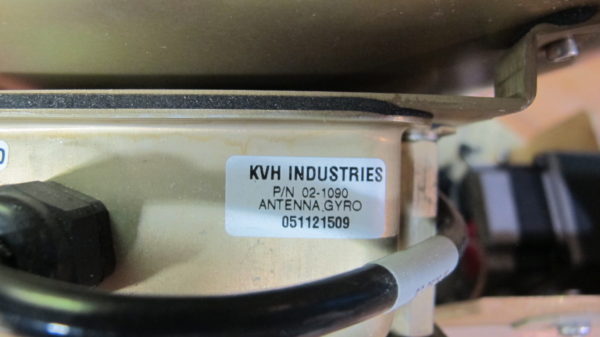 KVH INDUSTRIES
P/N 02-1090
ANTENNA,GYRO
051121509